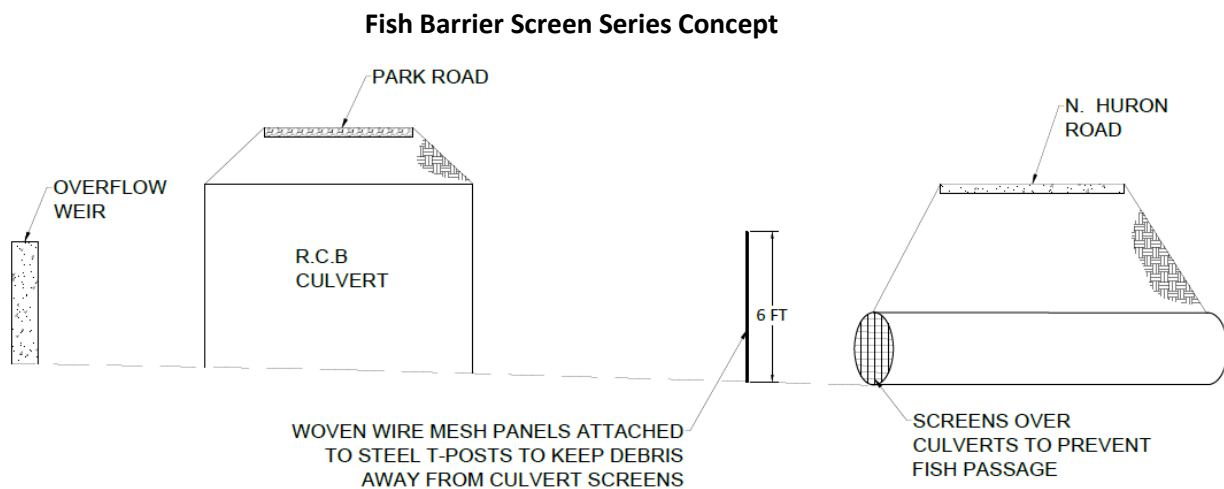 Fish Barrier Screen Series Concept
PARK ROAD
N. HURON
ROAD
OVERFLOW
WEIR
R.C.B
CULVERT
6 FT
WOVEN WIRE MESH PANELS ATTACHED
TO STEEL T-POSTS TO KEEP DEBRIS
AWAY FROM CULVERT SCREENS
SCREENS OVER
CULVERTS TO PREVENT
FISH PASSAGE